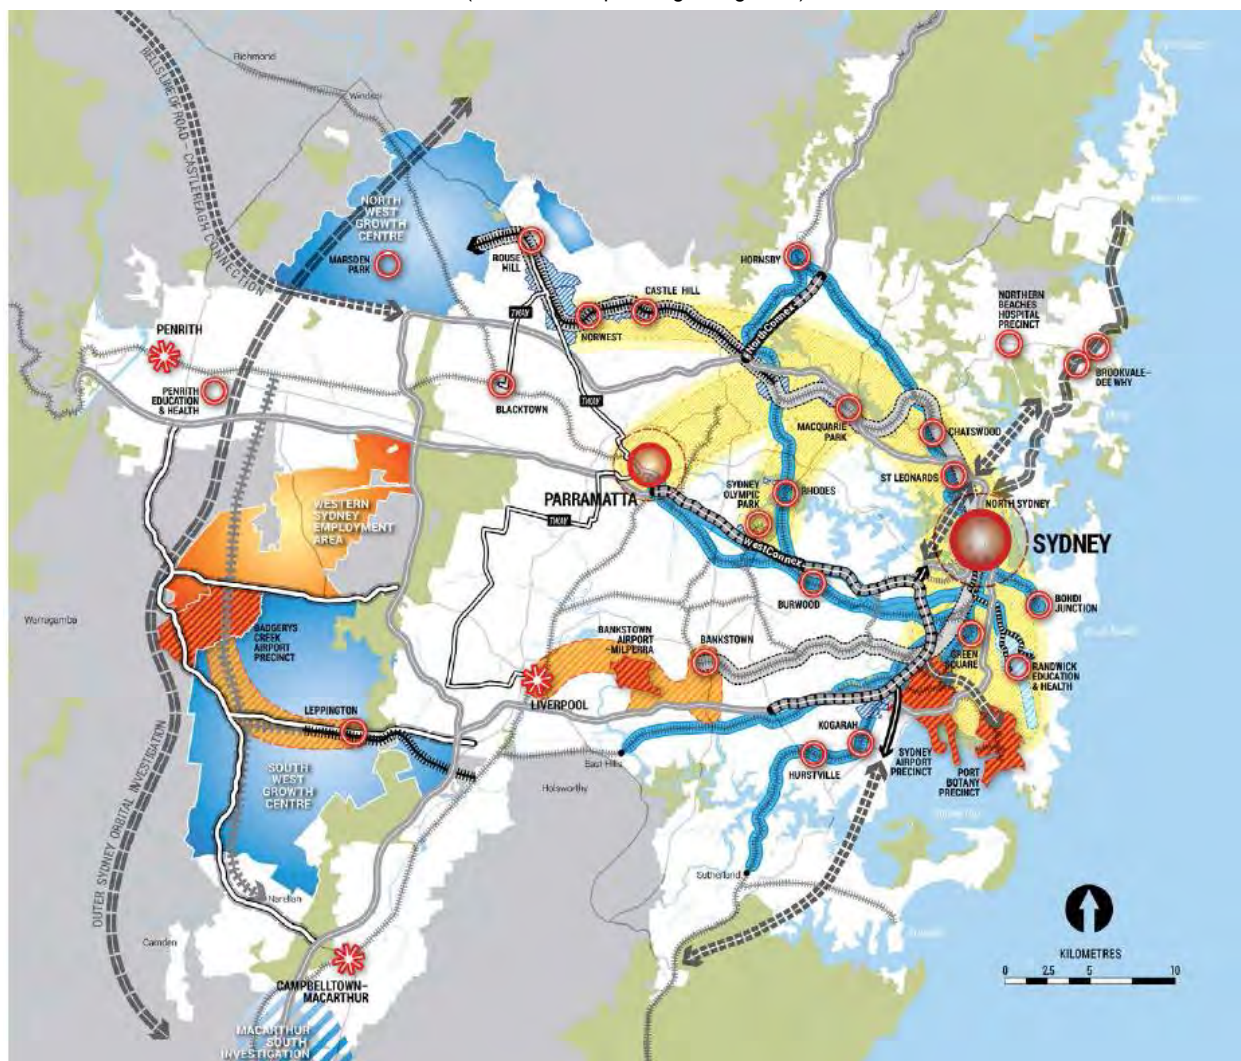 Richmond
Windsor
BELLS LINE OF ROAD – CASTLEREAGH CONNECTION
NORTH
WEST GROWTH
CENTRE
MARSDEN
PARK
ROUSE
HILL
HORNSBY
CASTLE HILL
NORWEST
NorthConnex
NORTHERN
BEACHES
HOSPITAL
PRECINCT
BROOKVALE–
DEE WHY
PENRITH
PENRITH
EDUCATION
& HEALTH
TWAY
BLACKTOWN
TWAY
MACQUARIE
PARK
CHATSWOOD
ST LEONARDS
PARRAMATTA
SYDNEY
OLYMPIC
PARK
RHODES
NORTH SYDNEY
WESTERN
SYDNEY
EMPLOYMENT
AREA
TWAY
WestConnex
SYDNEY
BURWOOD
BONDI
JUNCTION
Warragamba
BADGERYS
CREEK
AIRPORT
PRECINCT
BANKSTOWN
AIRPORT–
MILPERRA
BANKSTOWN
GREEN
SQUARE
RANDWICK
EDUCATION
& HEALTH
LEPPINGTON
LIVERPOOL
KOGARAH
SOUTH
WEST
GROWTH
CENTRE
East Hills
Holsworthy
HURSTVILLE
SYDNEY
AIRPORT
PRECINCT
PORT
BOTANY
PRECINCT
OUTER SYDNEY ORBITAL INVESTIGATION
Sutherland
Narellan
Camden
CAMPBELLTOWN–
MACARTHUR
MACARTHUR
SOUTH
INVESTIGATION
KILOMETRES
0 2.5 5 10